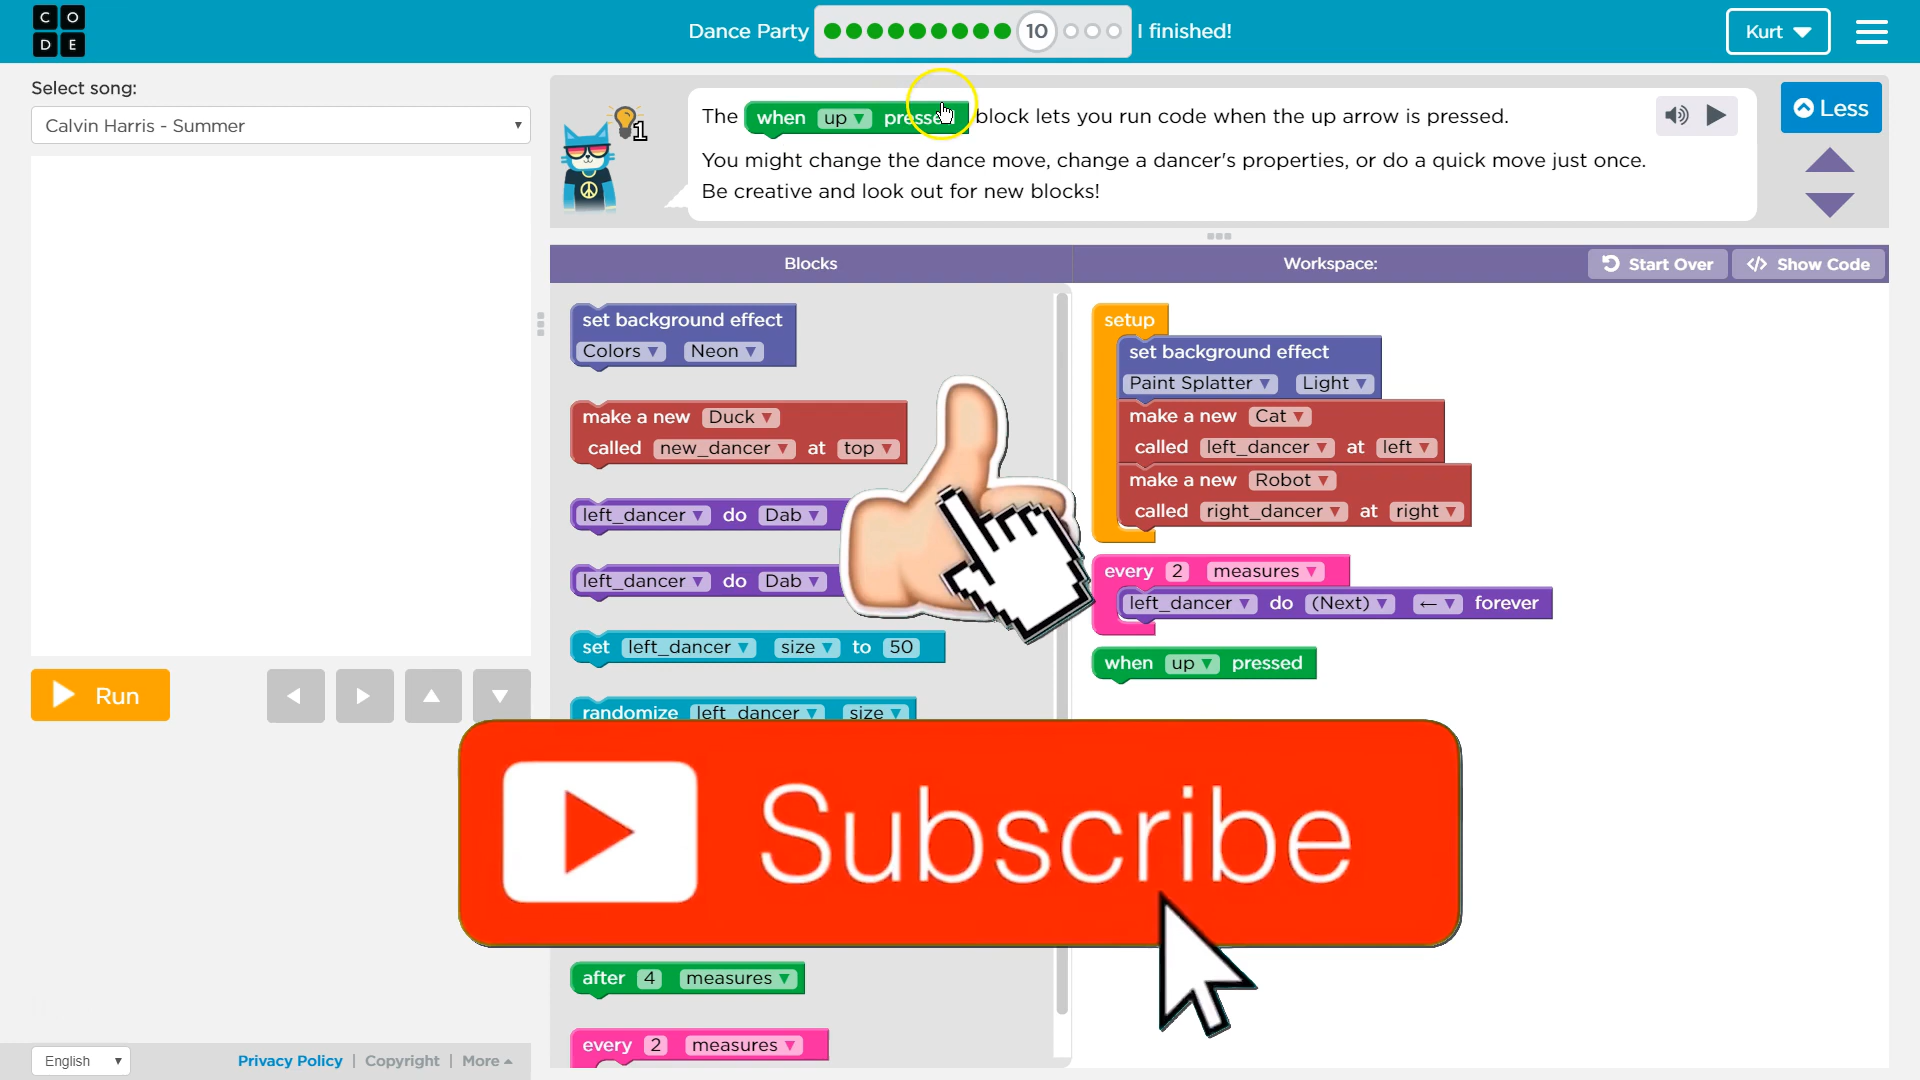 C O
D E
Dance Party
10
I finished!
Kurt
Select song:
Calvin Harris - Summer
1
The when up pressed block lets you run code when the up arrow is pressed.
You might change the dance move, change a dancer's properties, or do a quick move just once.
Be creative and look out for new blocks!
Less
Blocks
Workspace:
Start Over
</> Show Code
set background effect
Colors Neon
make a new Duck
called new_dancer at top
left_dancer do Dab
left_dancer do Dab
set left_dancer size to 50
randomize left_dancer size
after 4 measures
every 2 measures
setup
set background effect
Paint Splatter Light
make a new Cat
called left_dancer at left
make a new Robot
called right_dancer at right
every 2 measures
left_dancer do (Next) ← forever
when up pressed
Run
Subscribe
English
Privacy Policy | Copyright | More